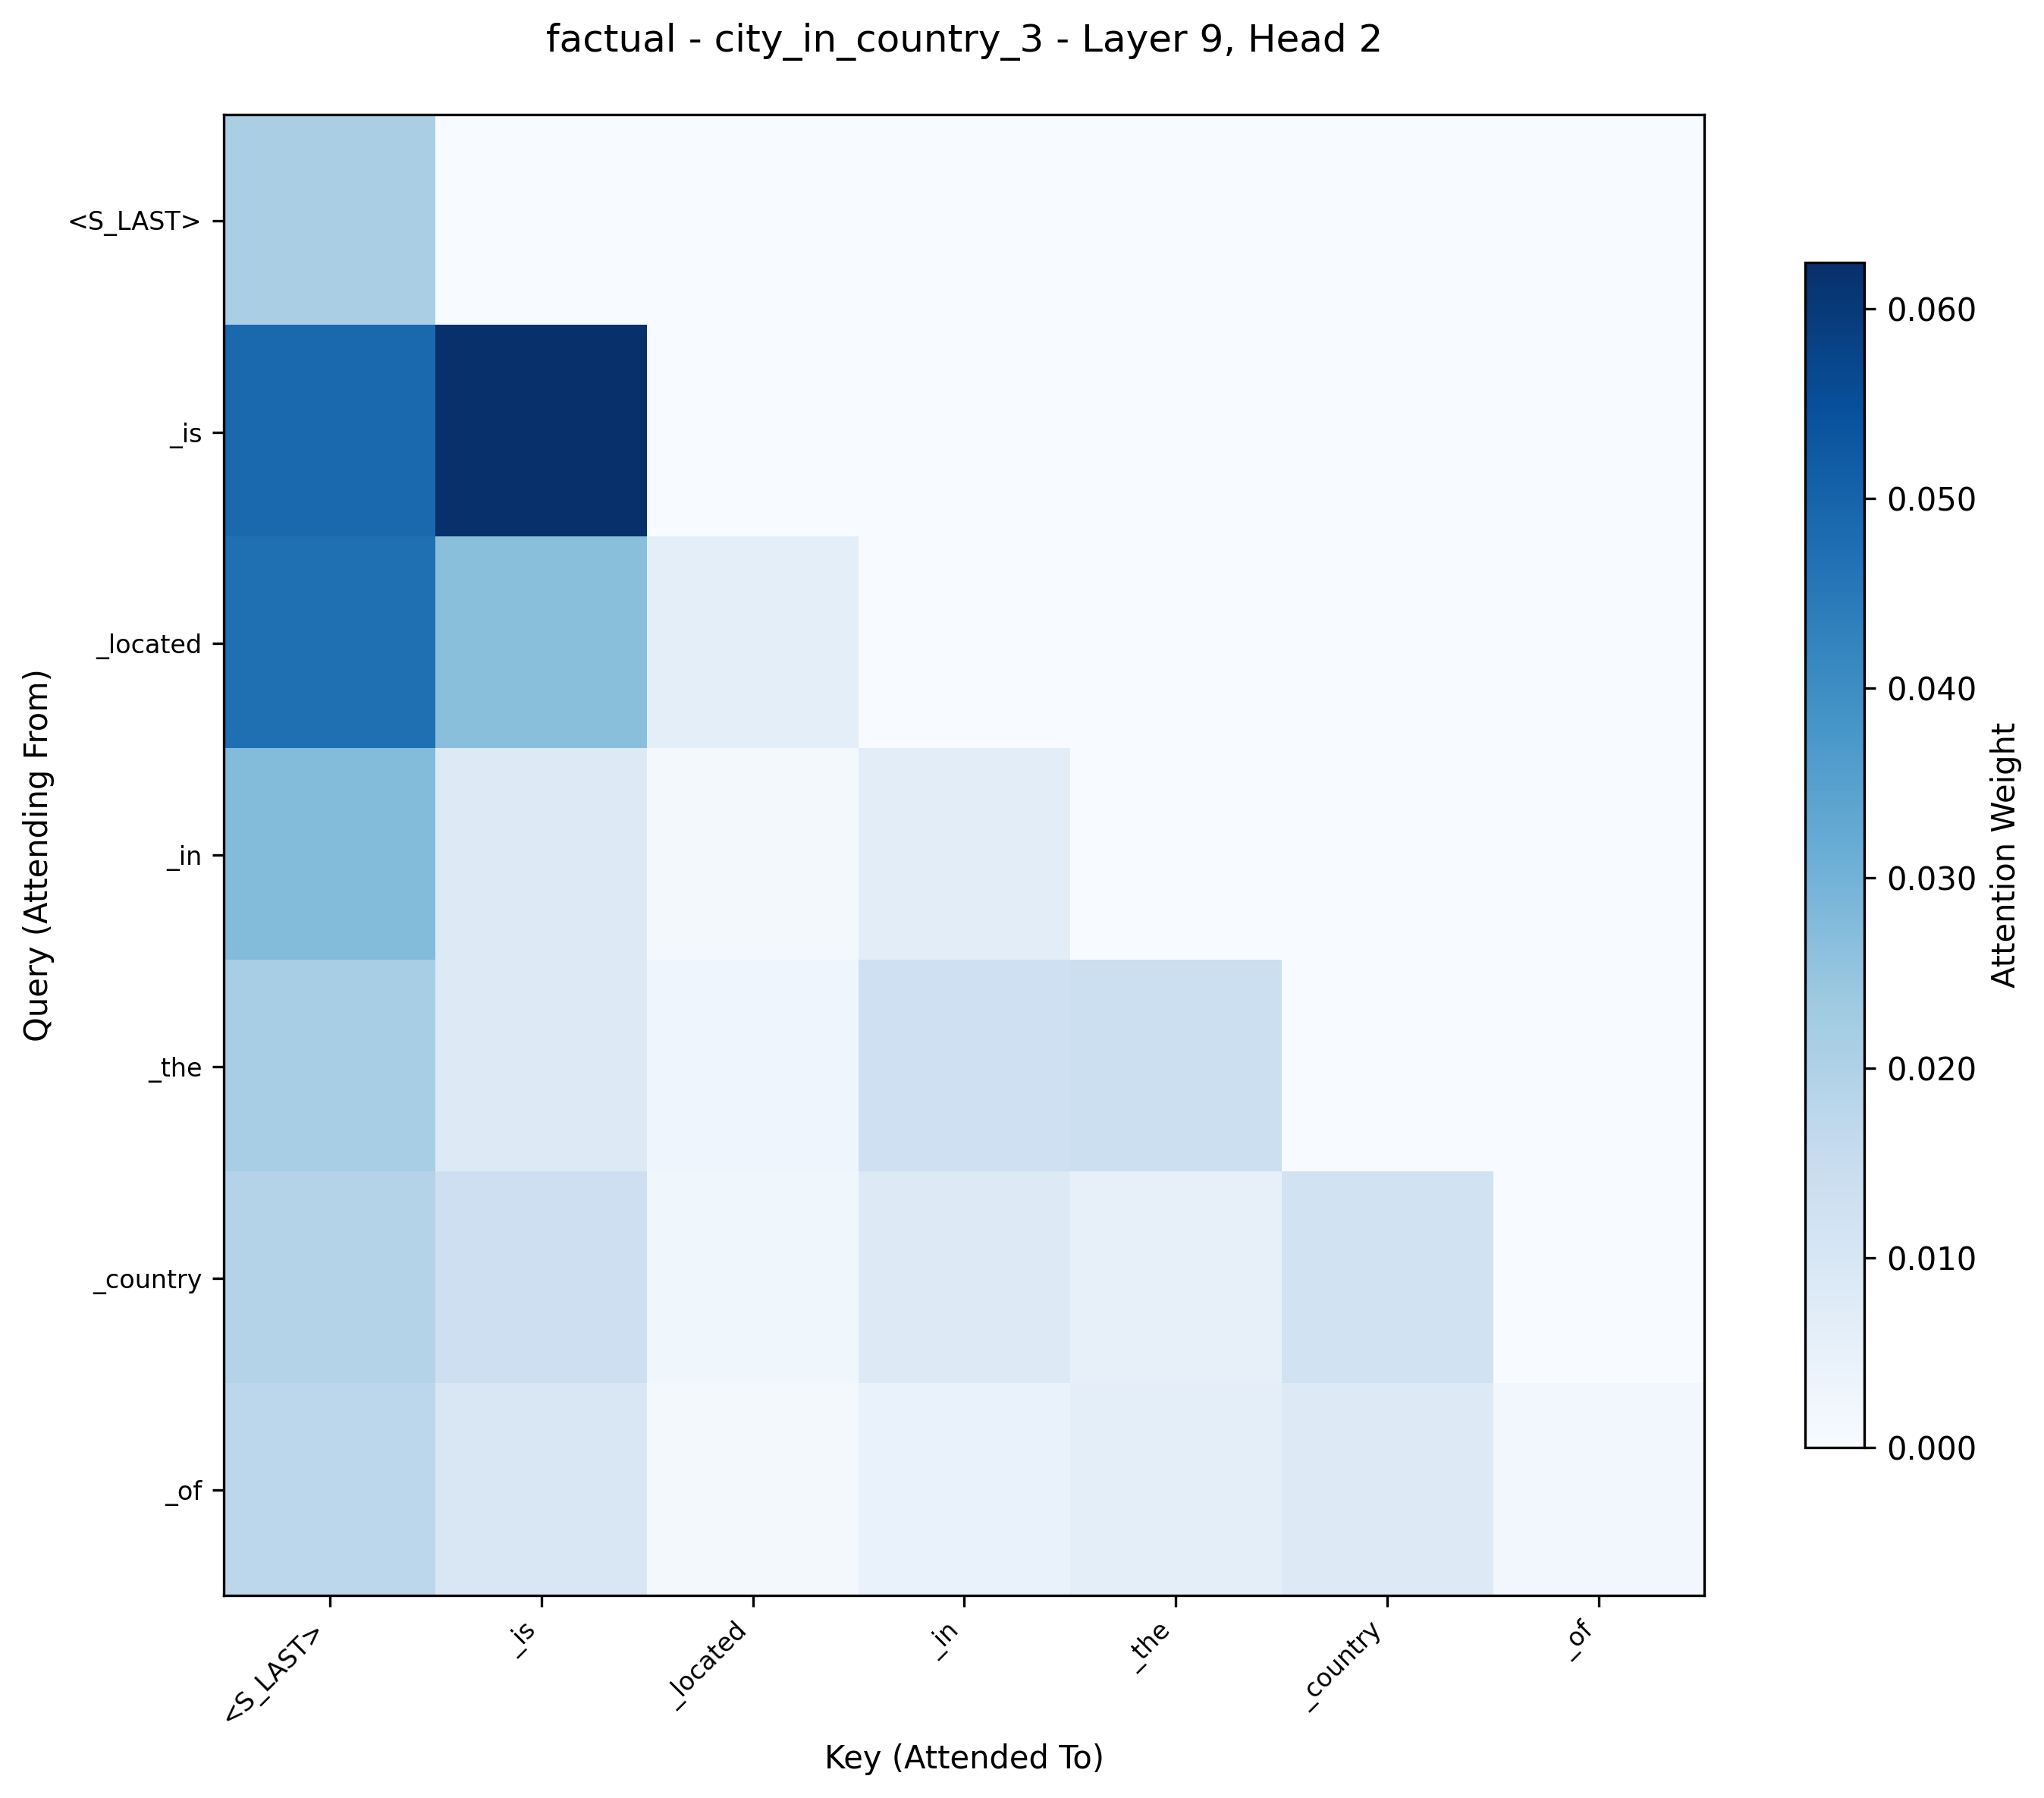 factual - city_in_country_3 - Layer 9, Head 2
Query (Attending From)
<S_LAST>
_is
_located
_in
_the
_country
_of
<S_LAST>
_is
_located
_in
_the
_country
_of
Key (Attended To)
0.060
0.050
0.040
0.030
0.020
0.010
0.000
Attention Weight